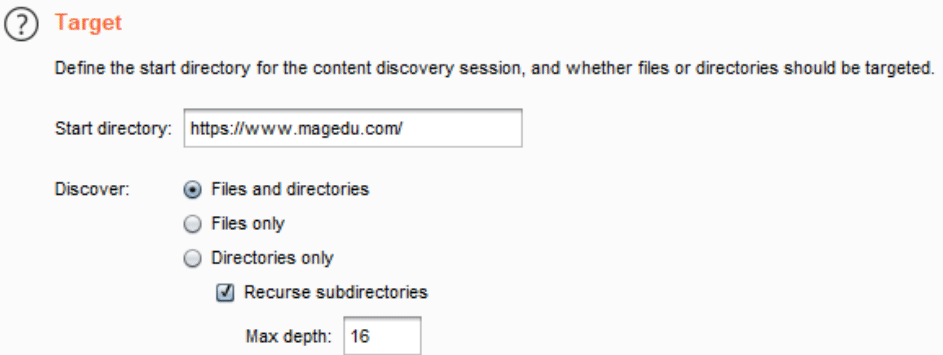 ? Target
Define the start directory for the content discovery session, and whether files or directories should be targeted.
Start directory: https://www.magedu.com/
Discover: Files and directories
Files only
Directories only
Recurse subdirectories
Max depth: 16